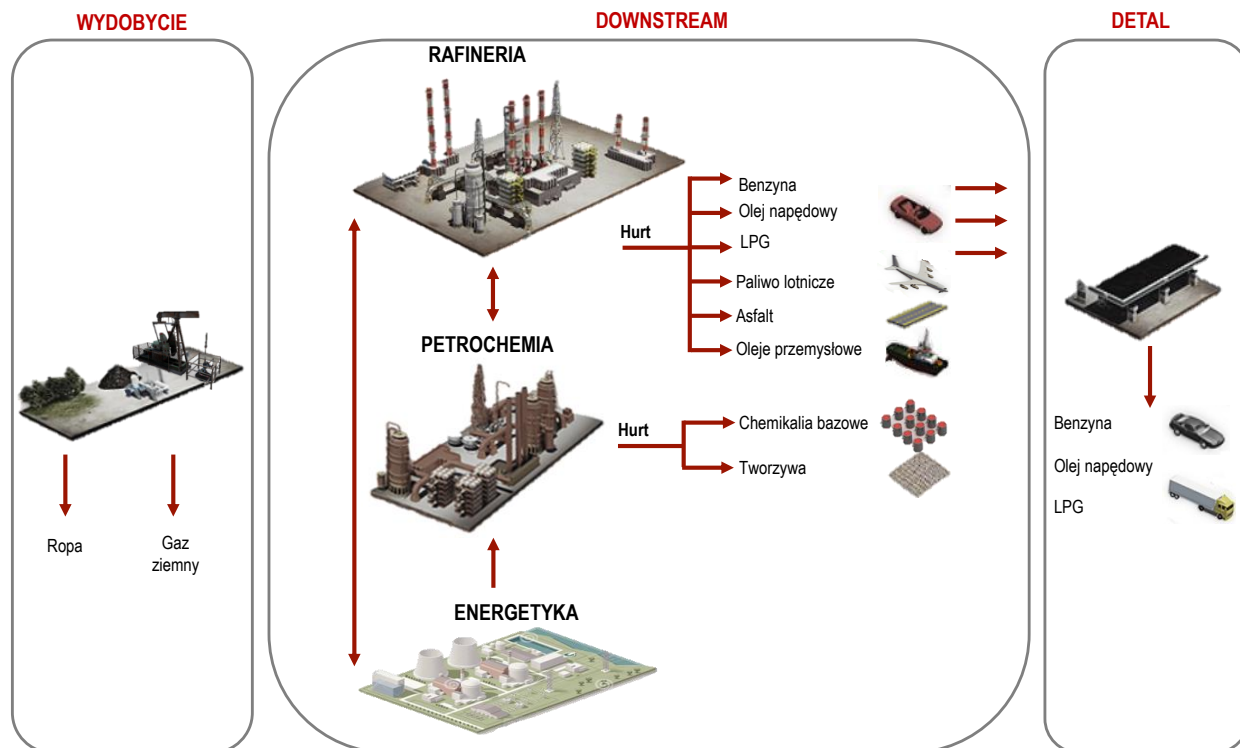 WYDOBYCIE
Ropa
Gaz
ziemny
DOWNSTREAM
RAFINERIA
Hurt
Benzyna
Olej napędowy
LPG
Paliwo lotnicze
Asfalt
Oleje przemysłowe
PETROCHEMIA
Hurt
Chemikalia bazowe
Tworzywa
ENERGETYKA
DETAL
Benzyna
Olej napędowy
LPG